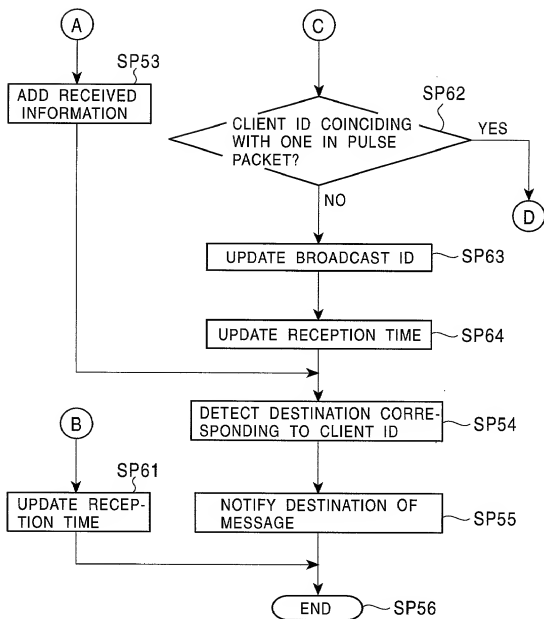 A
SP53
ADD RECEIVED
INFORMATION
C
SP62
CLIENT ID COINCIDING
WITH ONE IN PULSE
PACKET?
YES
D
NO
UPDATE BROADCAST ID
SP63
UPDATE RECEPTION TIME
SP64
DETECT DESTINATION CORRE-
SPONDING TO CLIENT ID
SP54
B
SP61
UPDATE RECEP-
TION TIME
NOTIFY DESTINATION OF
MESSAGE
SP55
END
SP56